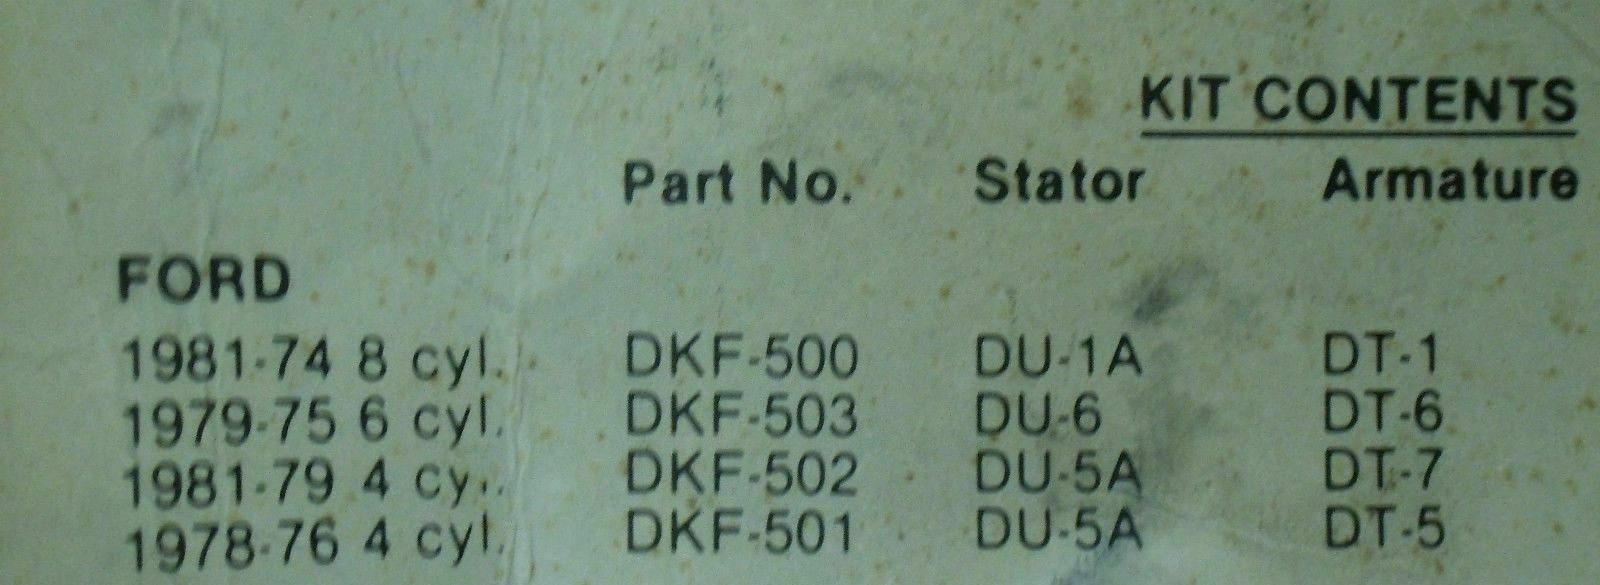 KIT CONTENTS
Part No. Stator Armature
FORD
1981-74 8 cyl. DKF-500 DU-1A DT-1
1979-75 6 cyl. DKF-503 DU-6 DT-6
1981-79 4 cy.. DKF-502 DU-5A DT-7
1978-76 4 cyl. DKF-501 DU-5A DT-5